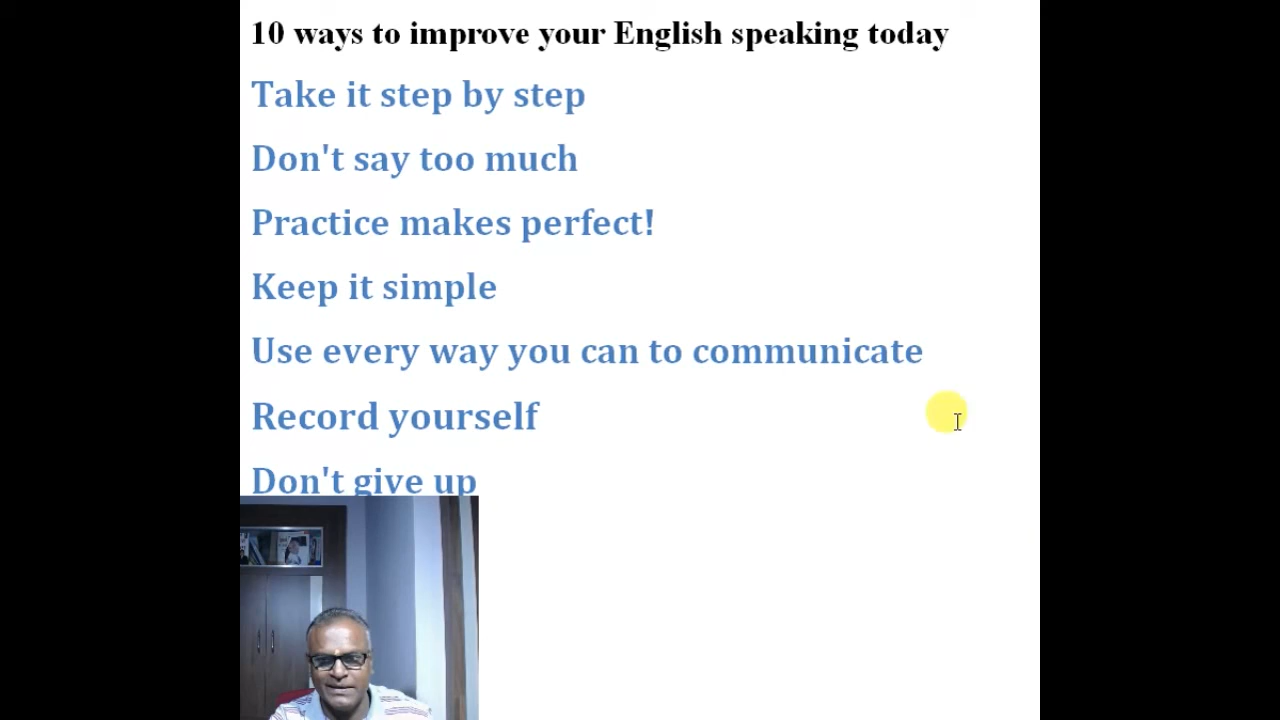 10 ways to improve your English speaking today
Take it step by step
Don't say too much
Practice makes perfect!
Keep it simple
Use every way you can to communicate
Record yourself
Don't give up